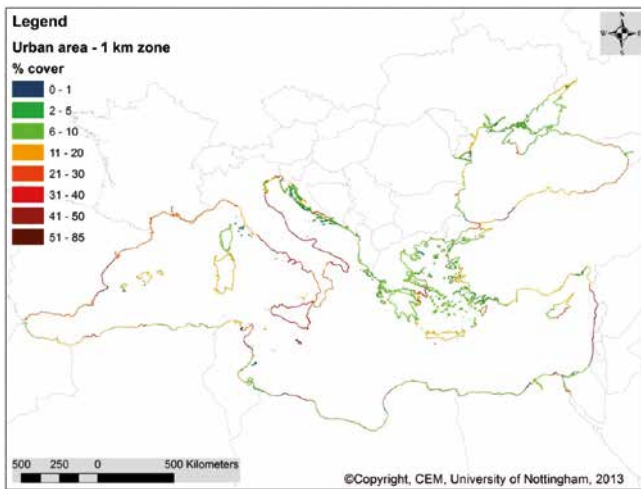 Legend
Urban area - 1 km zone
% cover
0 - 1
2 - 5
6 - 10
11 - 20
21 - 30
31 - 40
41 - 50
51 - 85
N
W E
S
500 250 0 500 Kilometers
©Copyright, CEM, University of Nottingham, 2013